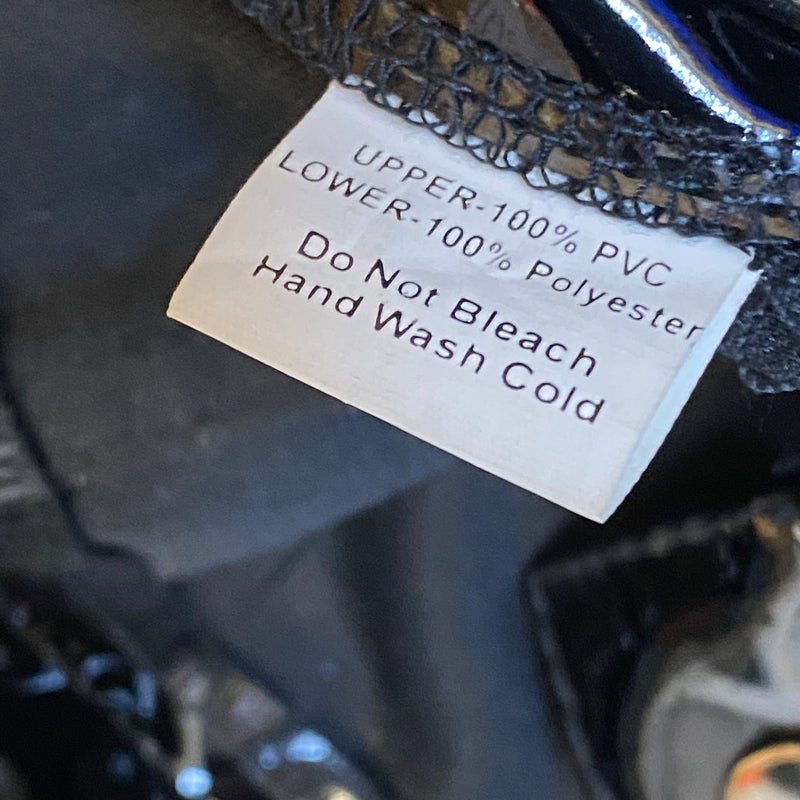 UPPER-100% PVC
LOWER-100% Polyester
Do Not Bleach
Hand Wash Cold